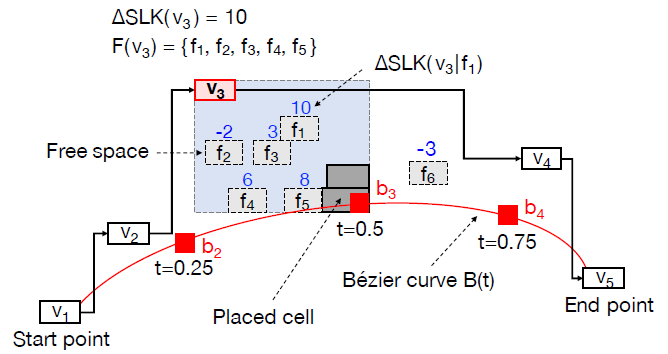 ΔSLK(v₃) = 10
F(v₃) = {f₁, f₂, f₃, f₄, f₅}
ΔSLK(v₃|f₁)
v₃
10
-2
3
f₁
Free space
f₂
f₃
-3
v₄
6
8
f₆
f₄
f₅
b₃
b₄
v₂
b₂
t=0.5
t=0.75
t=0.25
Bézier curve B(t)
v₅
v₁
Placed cell
End point
Start point